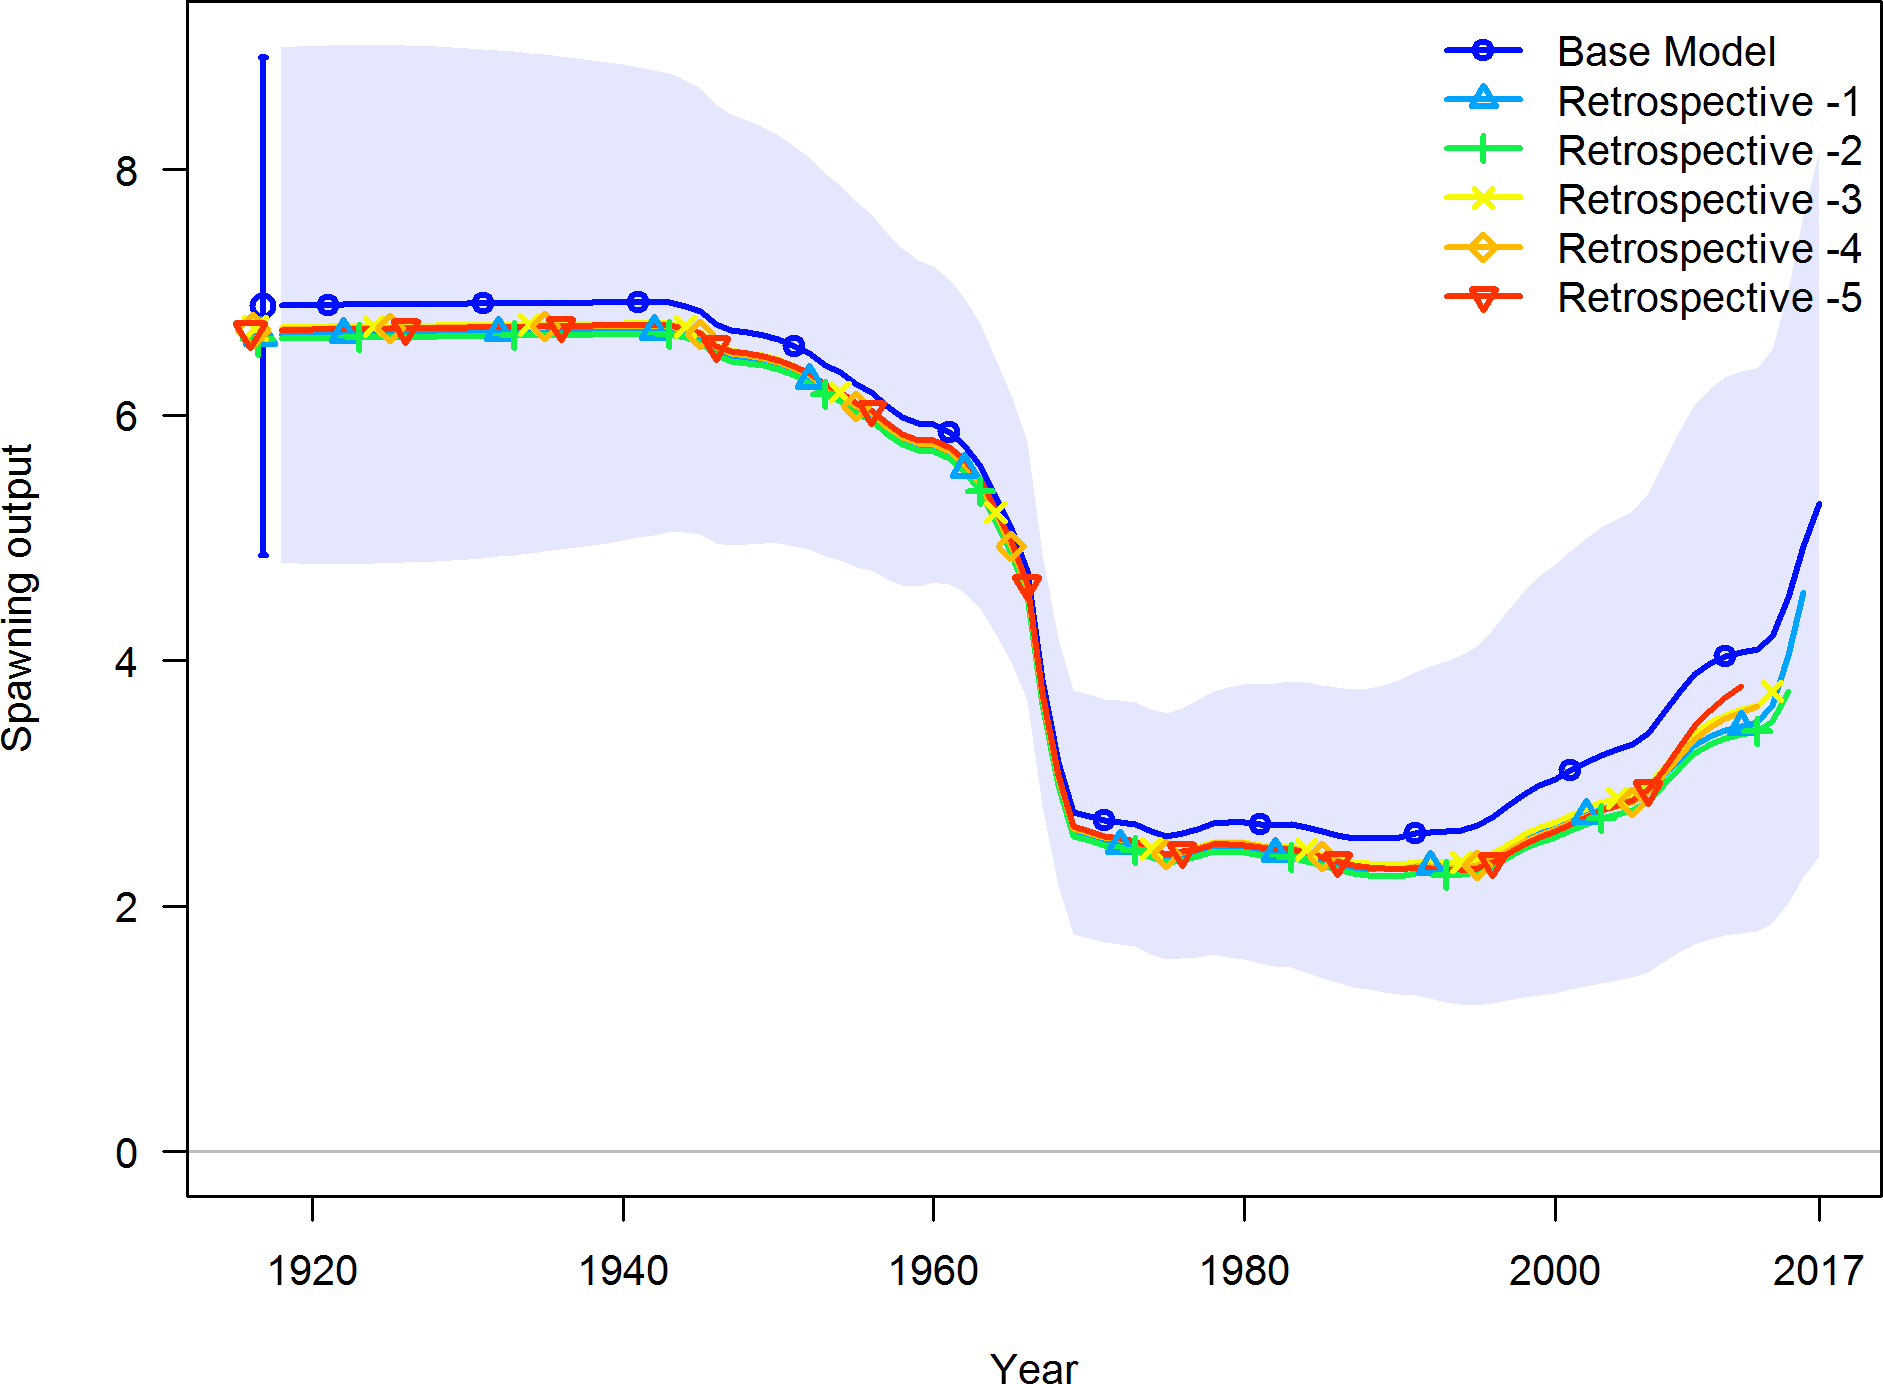 Base Model
Retrospective -1
Retrospective -2
Retrospective -3
Retrospective -4
Retrospective -5
8
6
4
2
0
Spawning output
1920 1940 1960 1980 2000 2017
Year